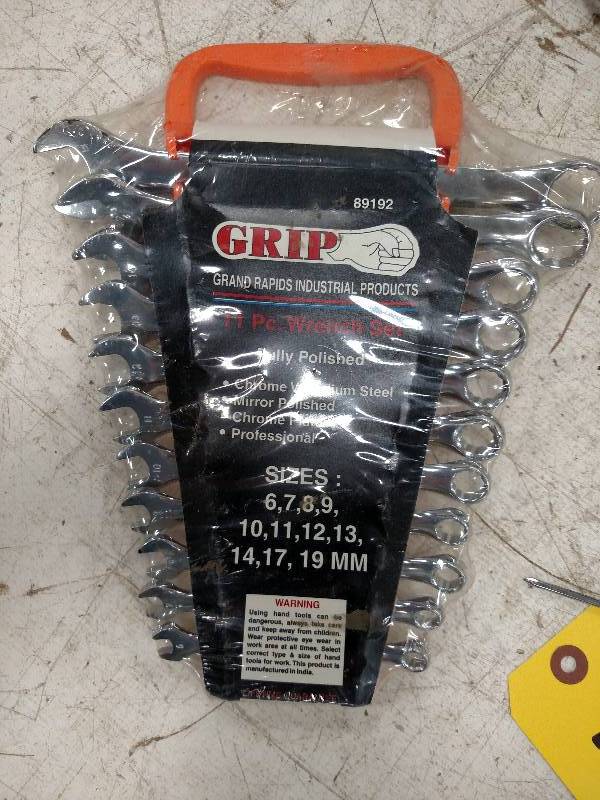 89192
GRIP
GRAND RAPIDS INDUSTRIAL PRODUCTS
11 Pc. Wrench Set
Fully Polished
• Chrome Vanadium Steel
• Mirror Polished
• Chrome
• Professional
SIZES :
6,7,8,9,
10,11,12,13,
14,17, 19 MM
WARNING
Using hand tools can be
dangerous, always take care
and keep away from children.
Wear protective eye wear in
work area at all times. Select
correct type & size of hand
tools for work. This product is
manufactured in India.
11
10